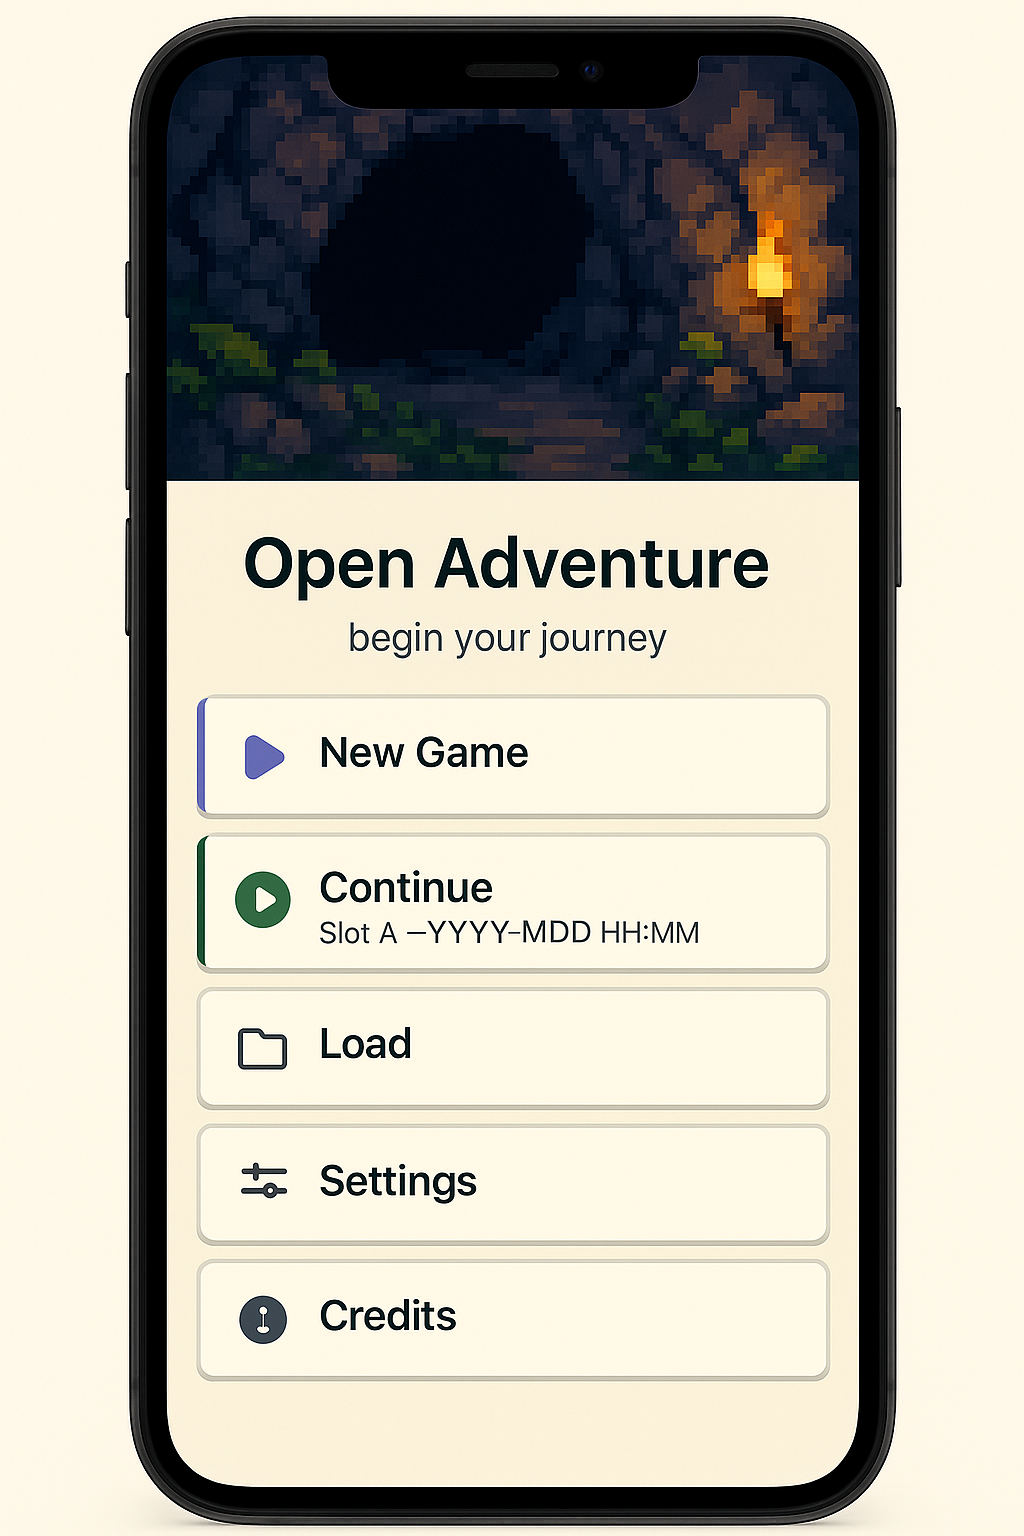 Open Adventure
begin your journey
New Game
Continue
Slot A –YYYY-MDD HH:MM
Load
Settings
Credits